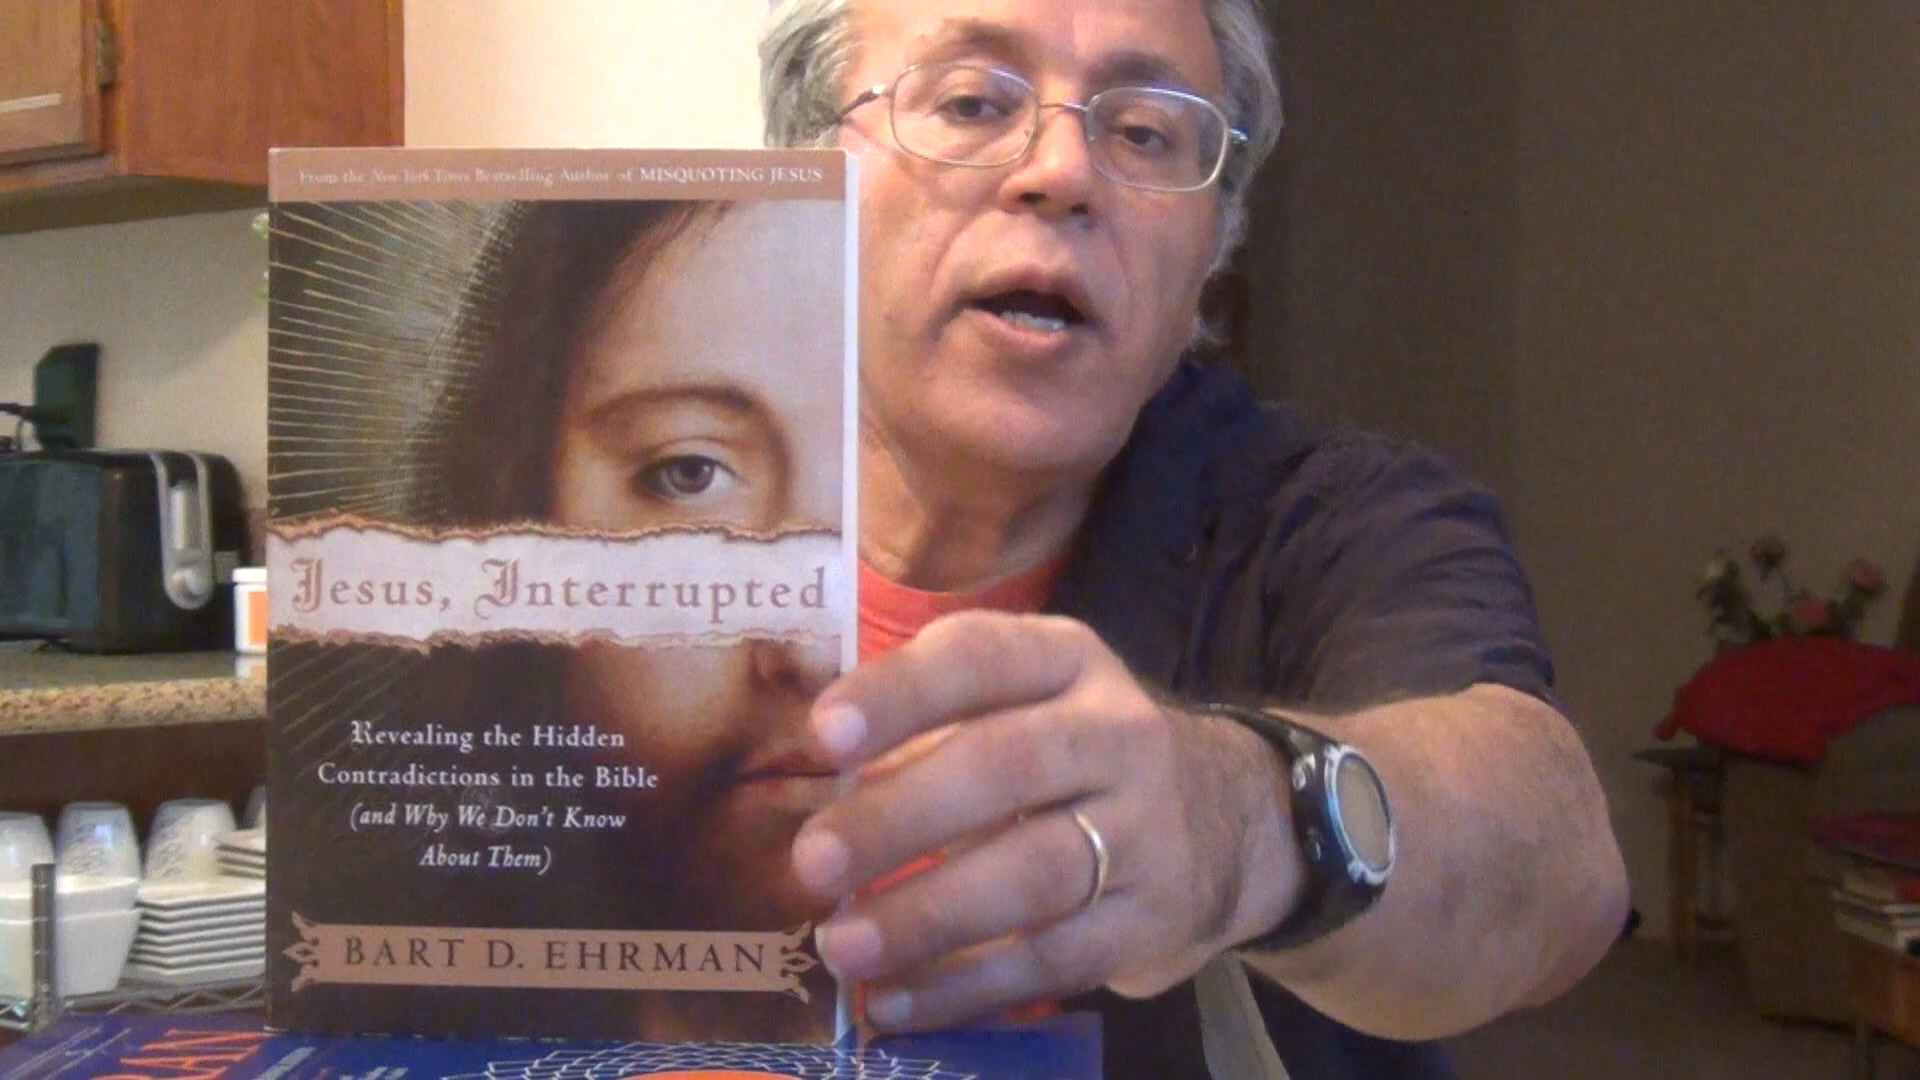 From the New York Times Bestselling Author of MISQUOTING JESUS
Jesus, Interrupted
Revealing the Hidden
Contradictions in the Bible
(and Why We Don't Know
About Them)
BART D. EHRMAN
RAN